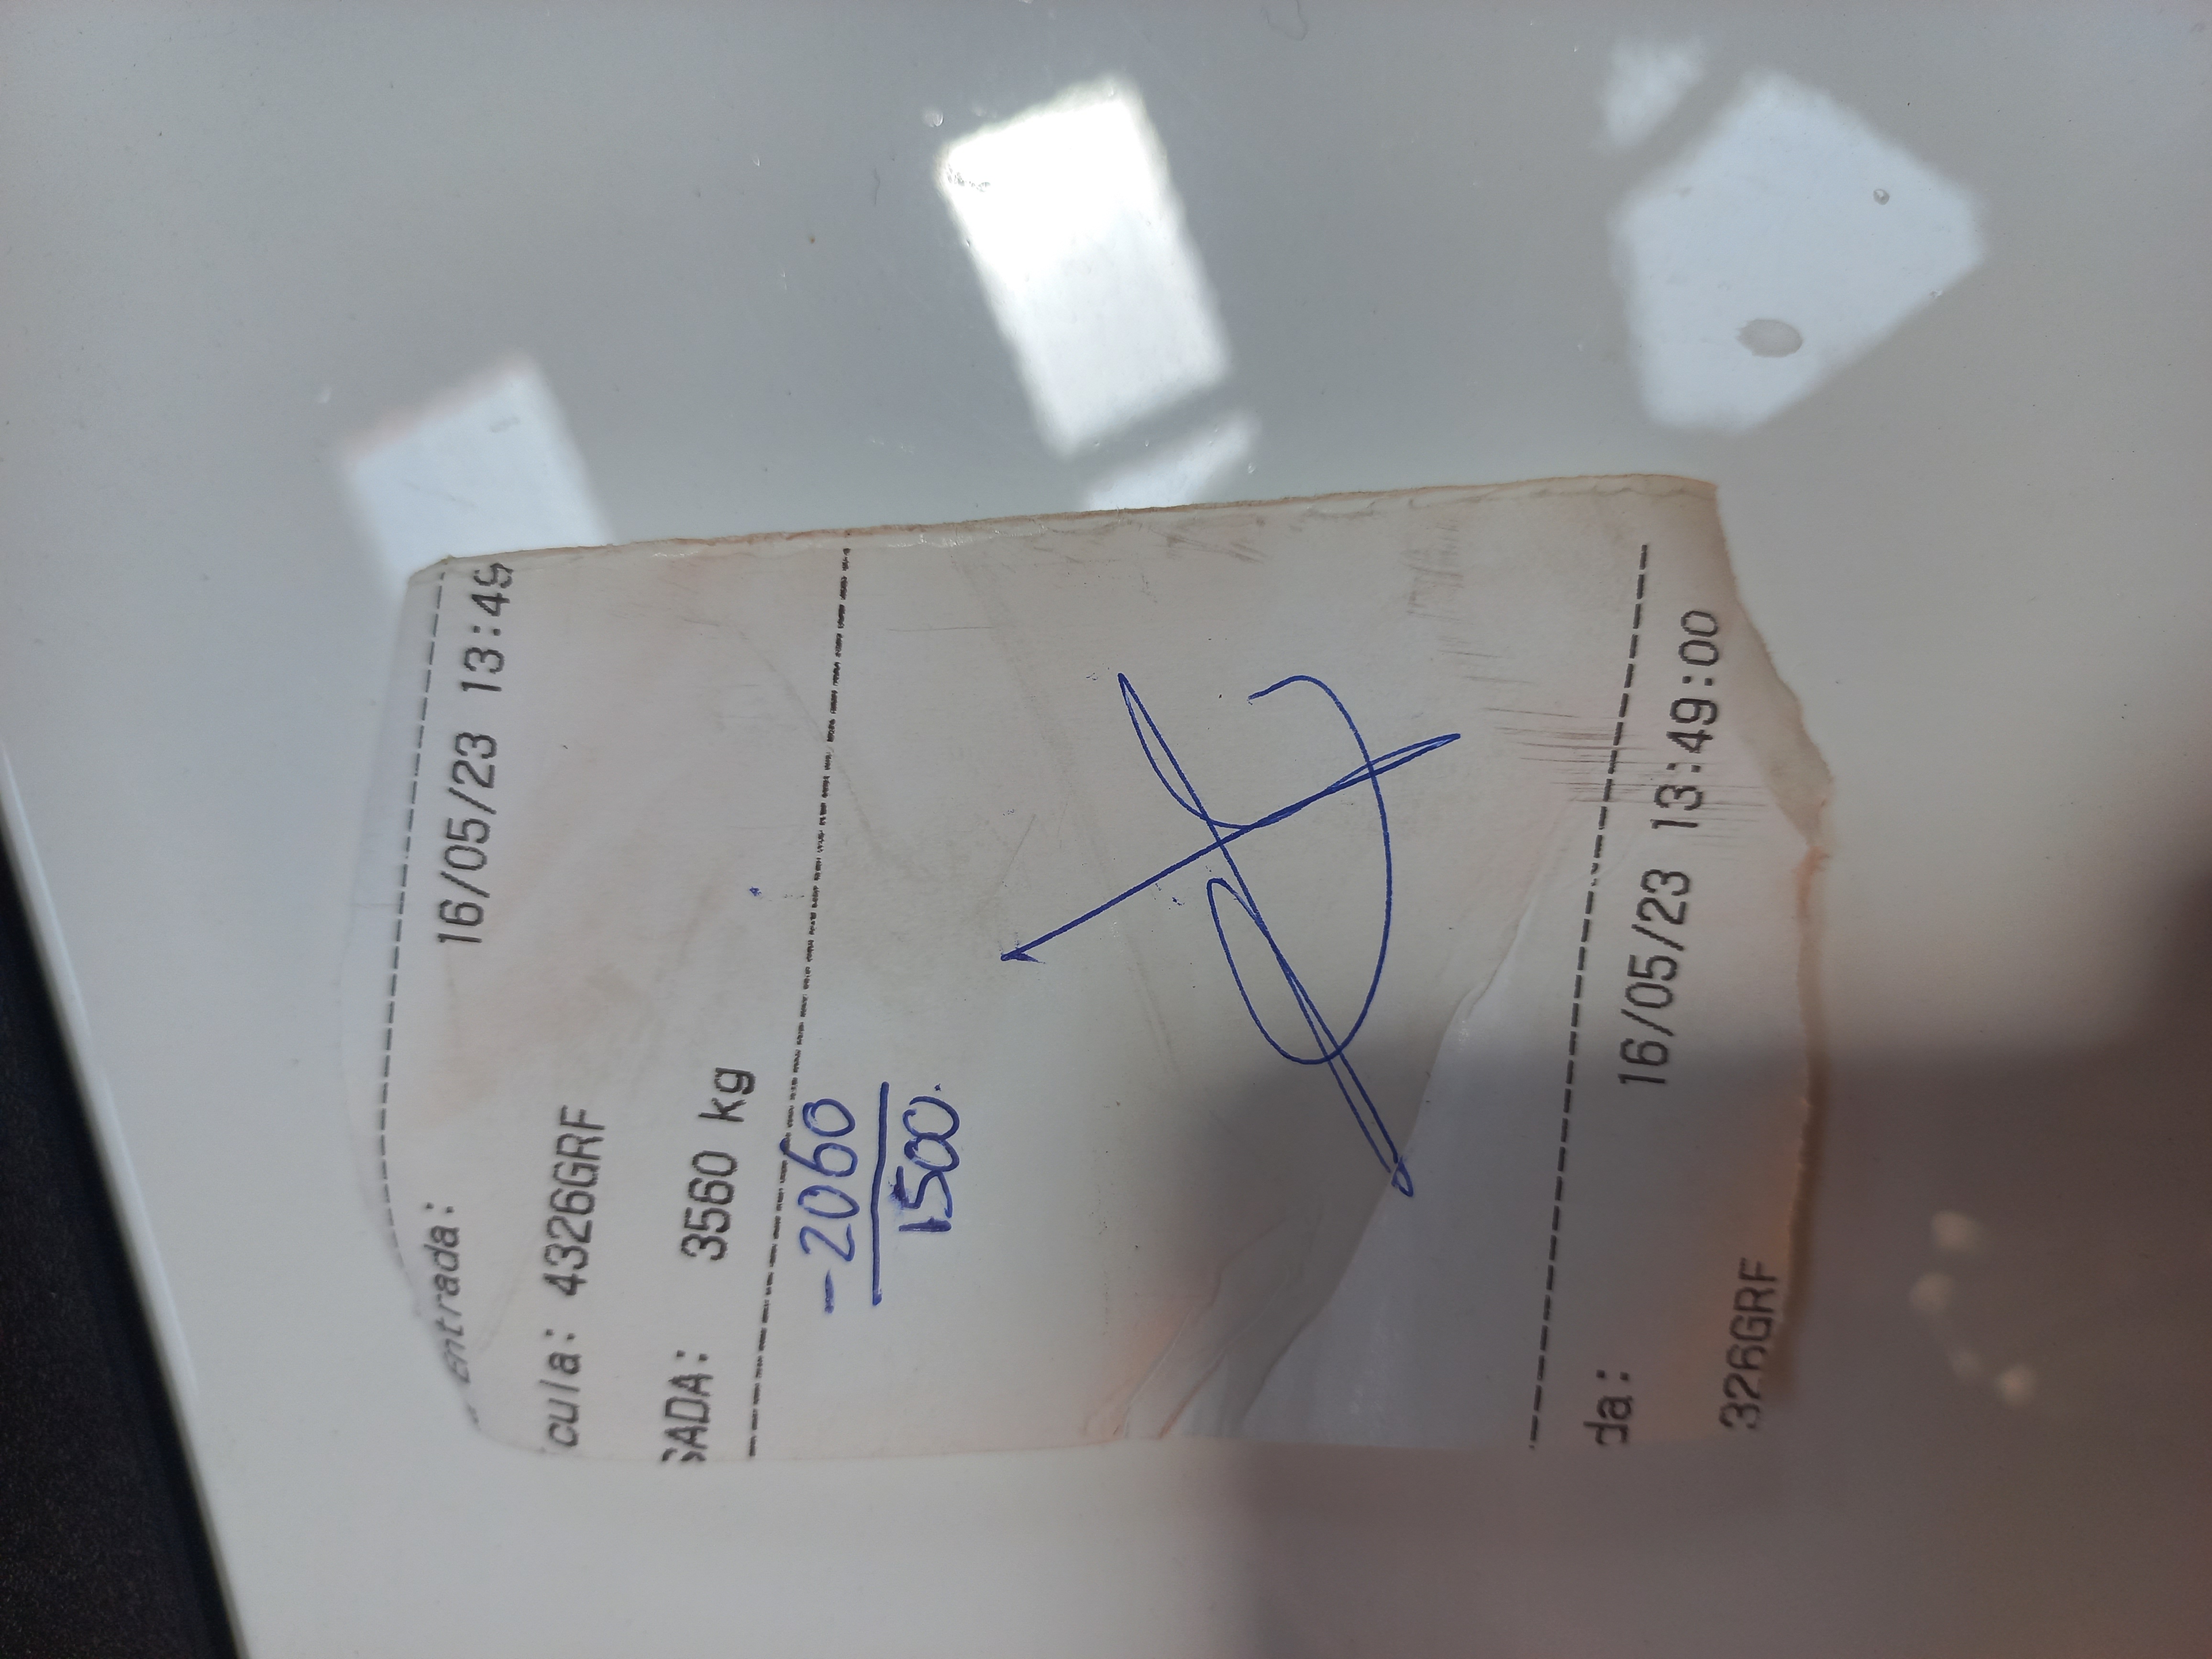 Entrada: 16/05/23 13:49
cula: 4326GRF
SADA: 3560 kg
-2060
1500.
da: 16/05/23 13:49:00
326GRF